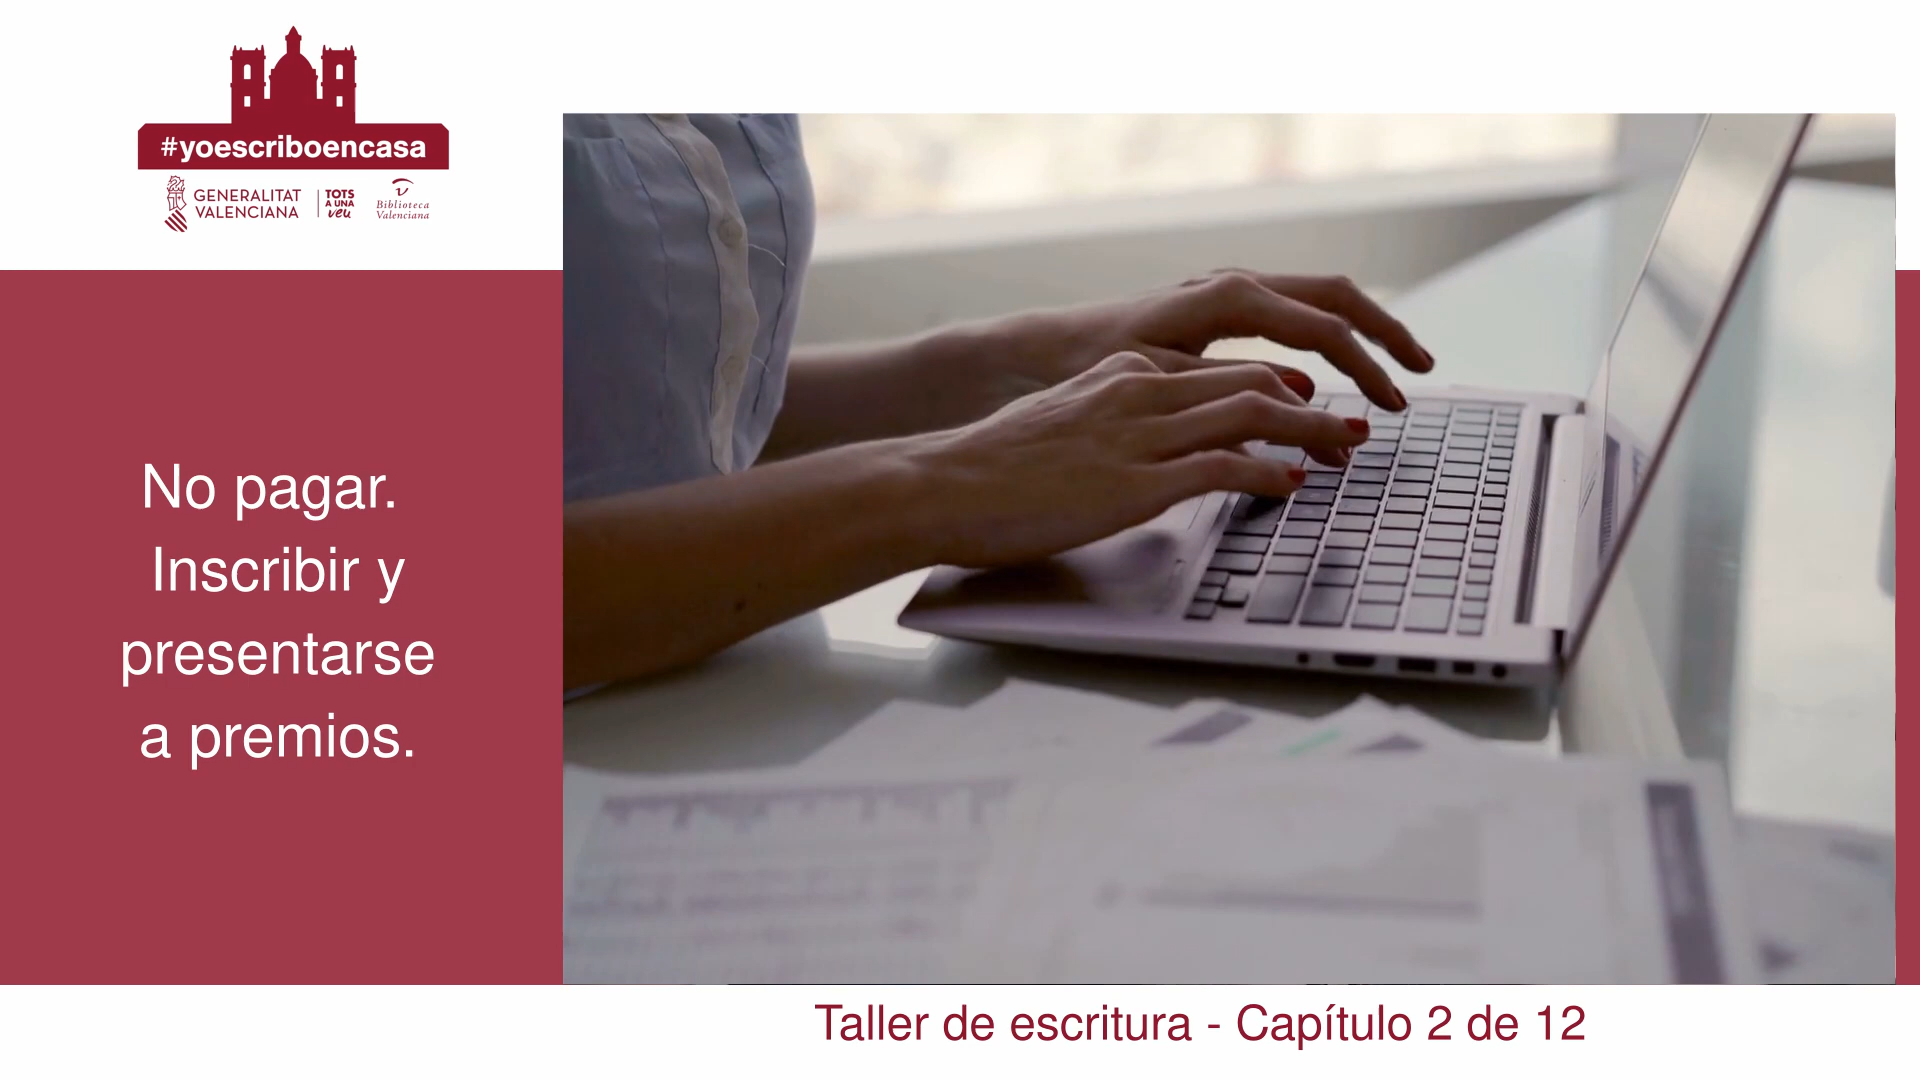 #yoescriboencasa
GENERALITAT
VALENCIANA
TOTS
A UNA
veu
Biblioteca
Valenciana
No pagar.
Inscribir y
presentarse
a premios.
Taller de escritura - Capítulo 2 de 12